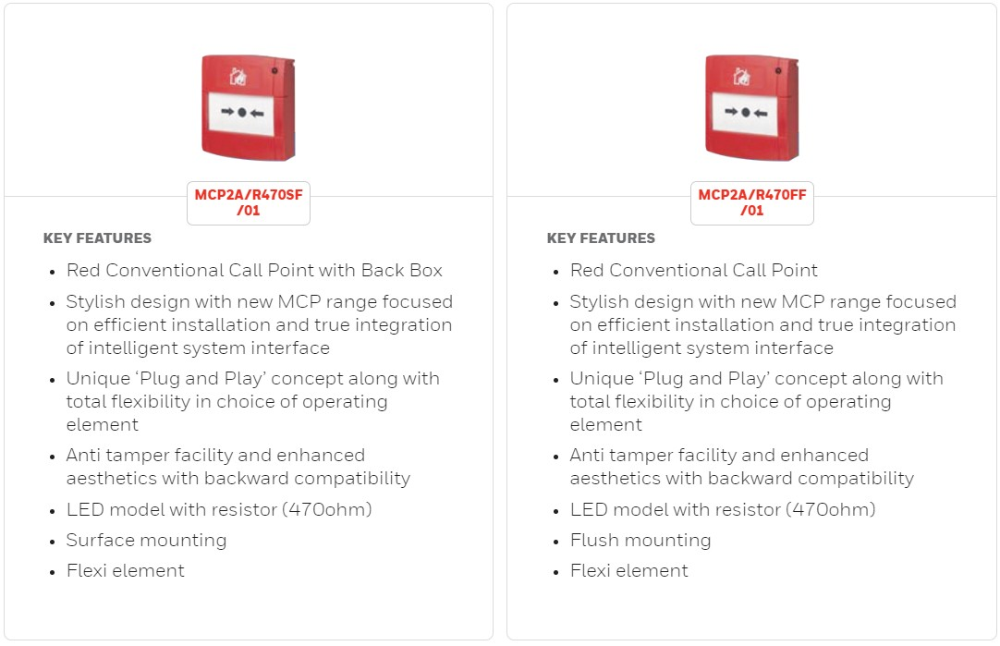 MCP2A/R470SF
/01
KEY FEATURES
• Red Conventional Call Point with Back Box
• Stylish design with new MCP range focused
on efficient installation and true integration
of intelligent system interface
• Unique ‘Plug and Play’ concept along with
total flexibility in choice of operating
element
• Anti tamper facility and enhanced
aesthetics with backward compatibility
• LED model with resistor (470ohm)
• Surface mounting
• Flexi element
MCP2A/R470FF
/01
KEY FEATURES
• Red Conventional Call Point
• Stylish design with new MCP range focused
on efficient installation and true integration
of intelligent system interface
• Unique ‘Plug and Play’ concept along with
total flexibility in choice of operating
element
• Anti tamper facility and enhanced
aesthetics with backward compatibility
• LED model with resistor (470ohm)
• Flush mounting
• Flexi element